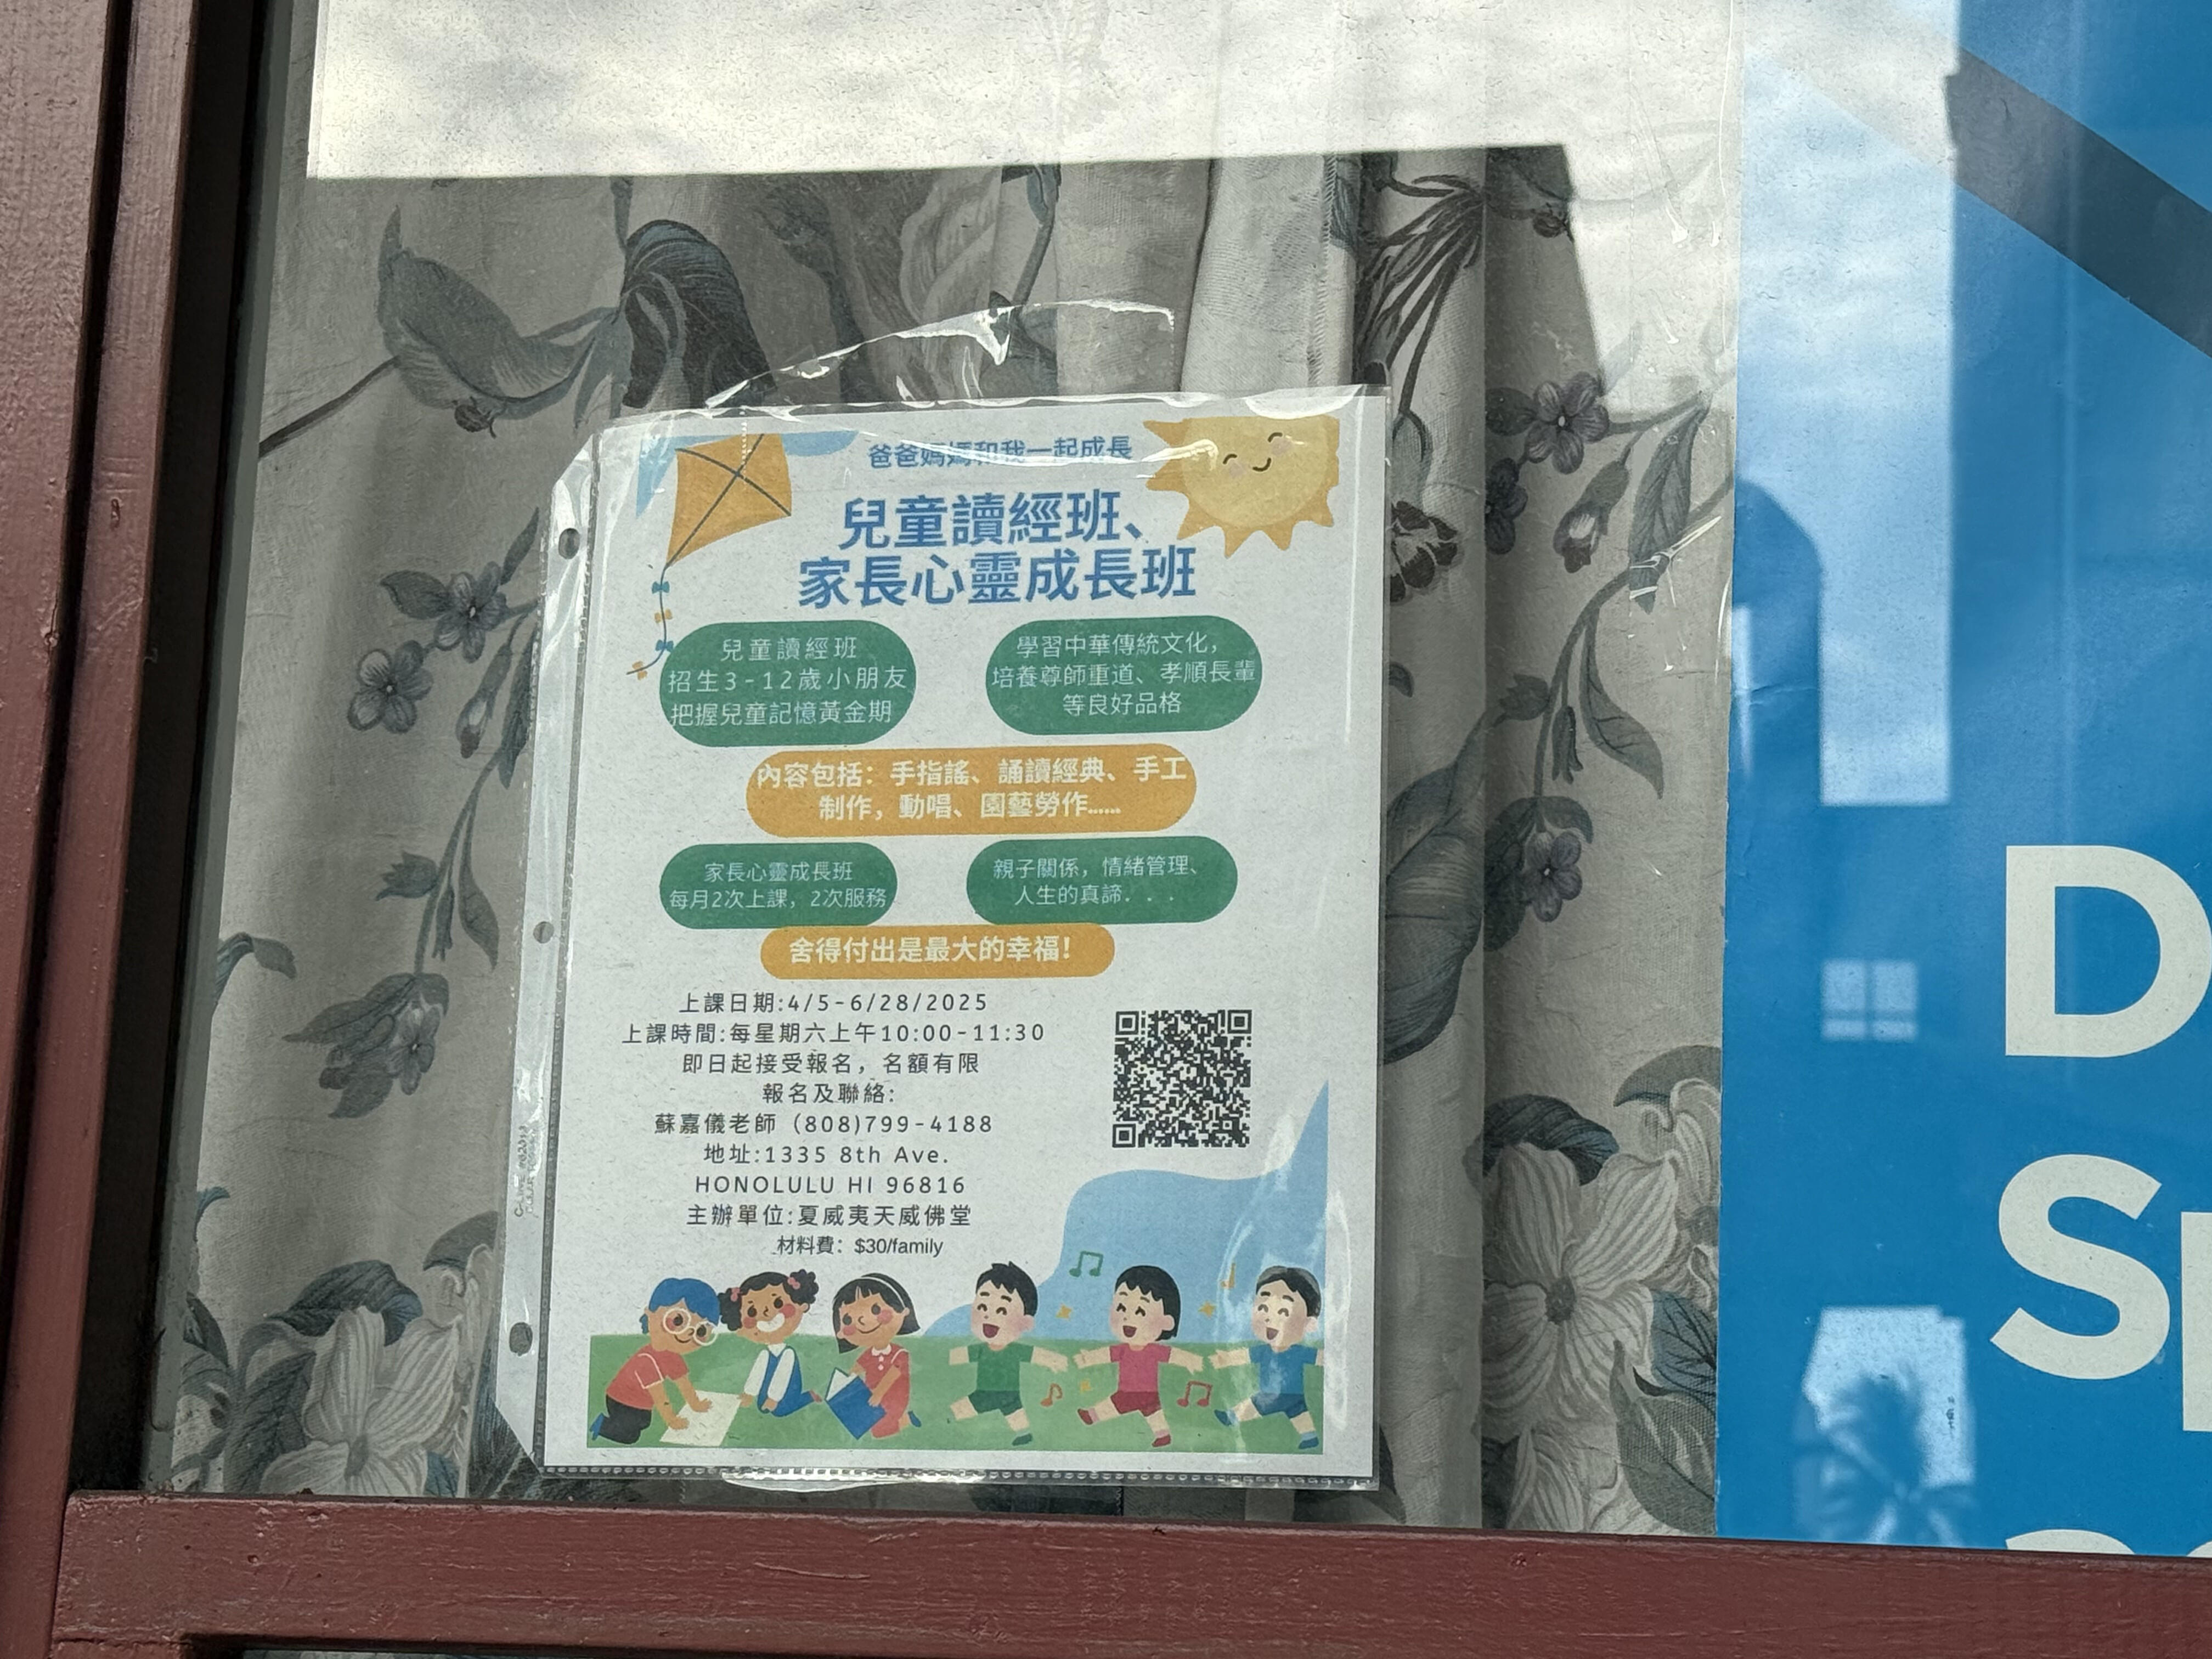 爸爸媽媽和我一起成長
兒童讀經班、
家長心靈成長班
兒童讀經班
招生3-12歲小朋友
把握兒童記憶黃金期
學習中華傳統文化，
培養尊師重道、孝順長輩
等良好品格
內容包括：手指謠、誦讀經典、手工
制作，動唱、園藝勞作......
家長心靈成長班
每月2次上課，2次服務
親子關係，情緒管理、
人生的真諦．．．
舍得付出是最大的幸福！
上課日期:4/5-6/28/2025
上課時間:每星期六上午10:00-11:30
即日起接受報名，名額有限
報名及聯絡:
蘇嘉儀老師 (808)799-4188
地址:1335 8th Ave.
HONOLULU HI 96816
主辦單位:夏威夷天威佛堂
材料費：$30/family
D